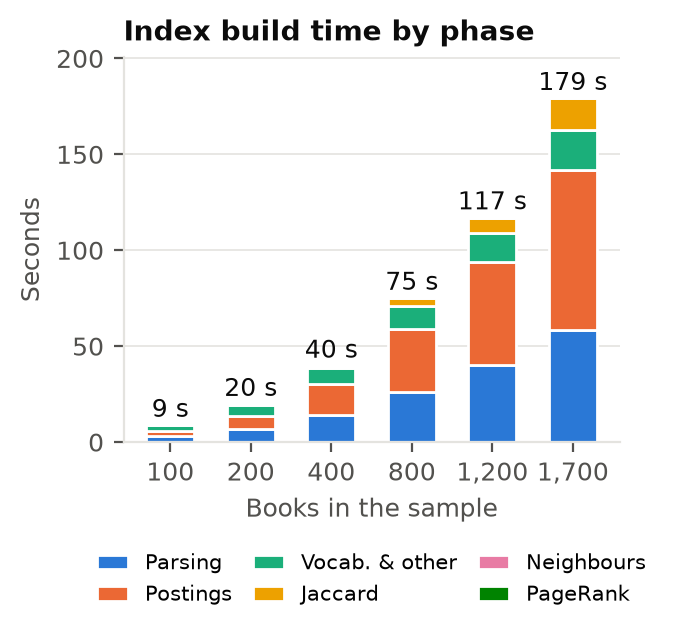 Index build time by phase
200
150
100
50
0
Seconds
9 s
20 s
40 s
75 s
117 s
179 s
100 200 400 800 1,200 1,700
Books in the sample
Parsing Vocab. & other Neighbours
Postings Jaccard PageRank